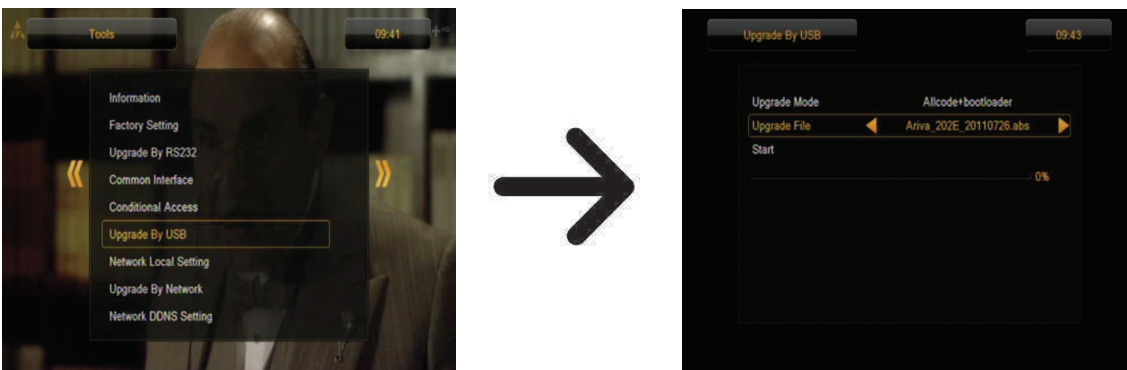 Tools
09:41
Information
Factory Setting
Upgrade By RS232
Common Interface
Conditional Access
Upgrade By USB
Network Local Setting
Upgrade By Network
Network DDNS Setting
Upgrade By USB
09:43
Upgrade Mode Allcode+bootloader
Upgrade File Ariva_202E_20110726.abs
Start
0%